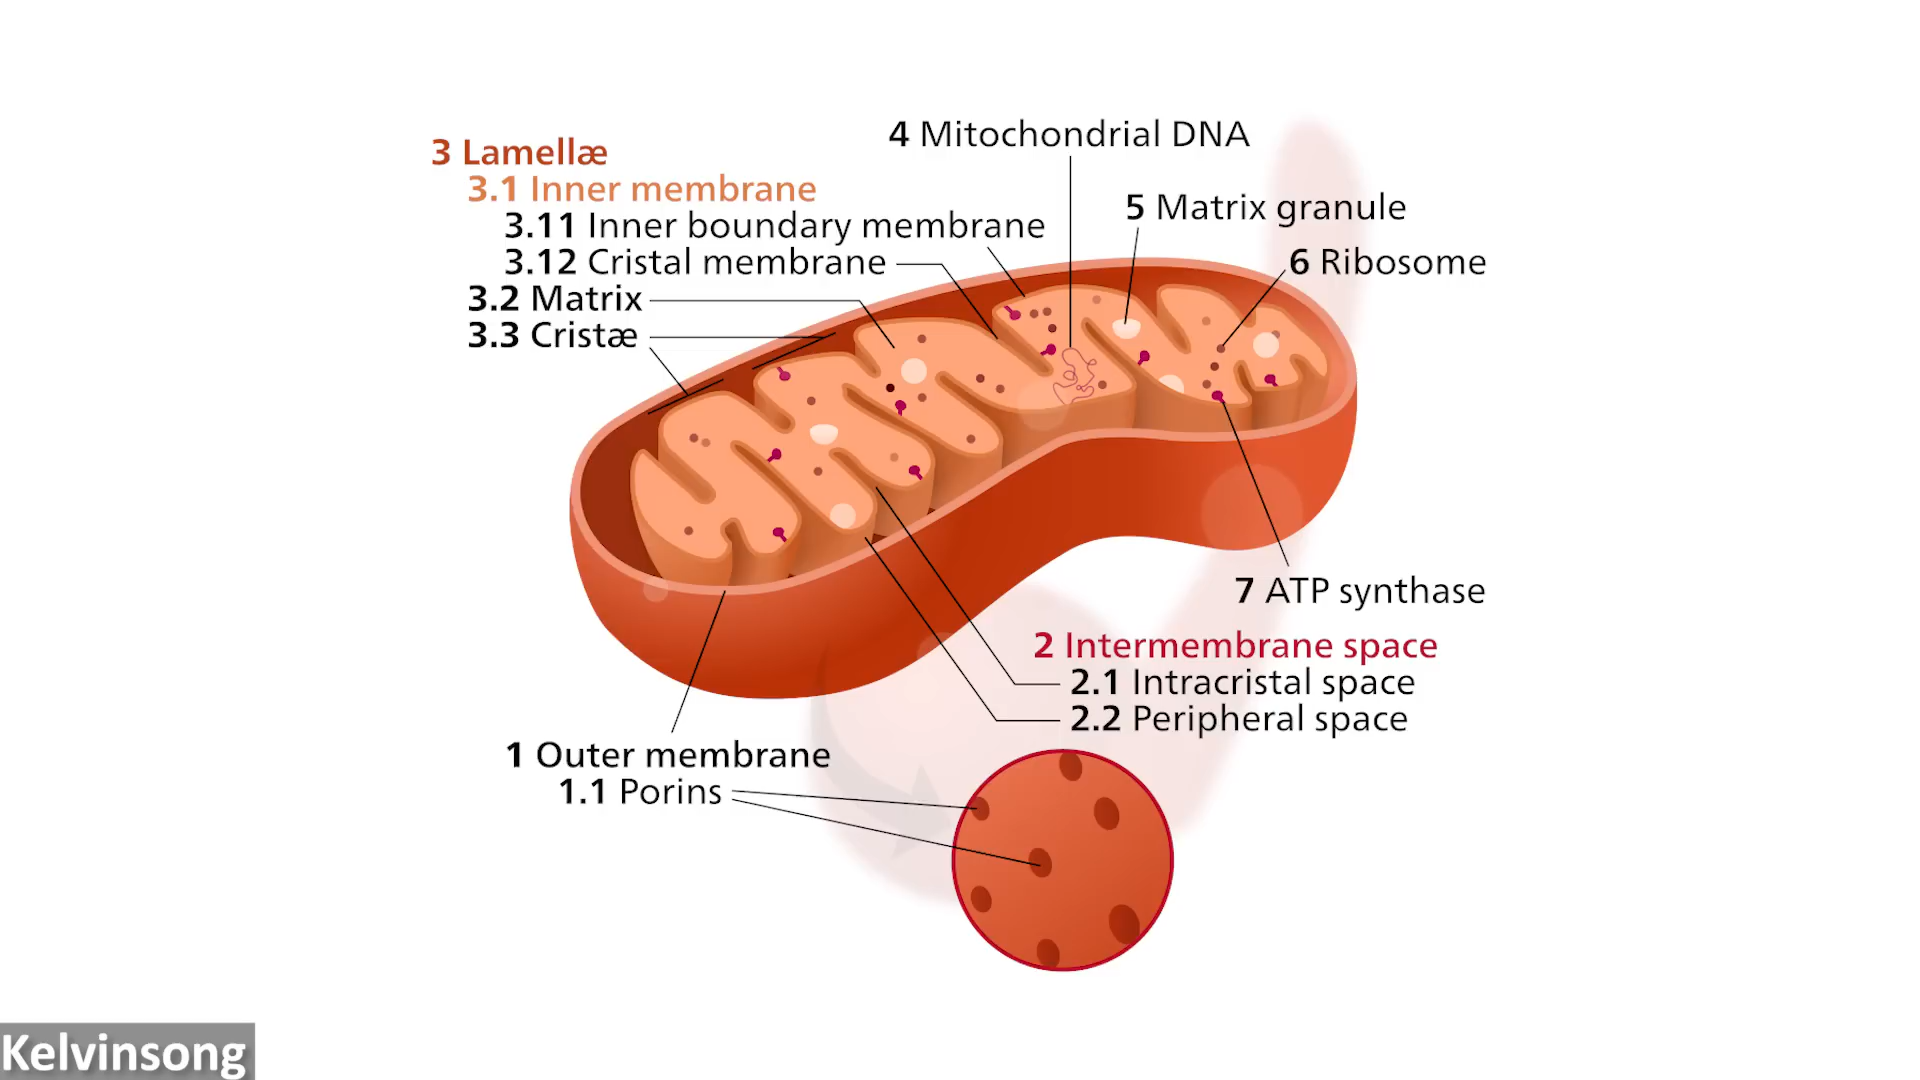 3 Lamellæ
3.1 Inner membrane
3.11 Inner boundary membrane
3.12 Cristal membrane
3.2 Matrix
3.3 Cristæ
4 Mitochondrial DNA
5 Matrix granule
6 Ribosome
7 ATP synthase
2 Intermembrane space
2.1 Intracristal space
2.2 Peripheral space
1 Outer membrane
1.1 Porins
Kelvinsong